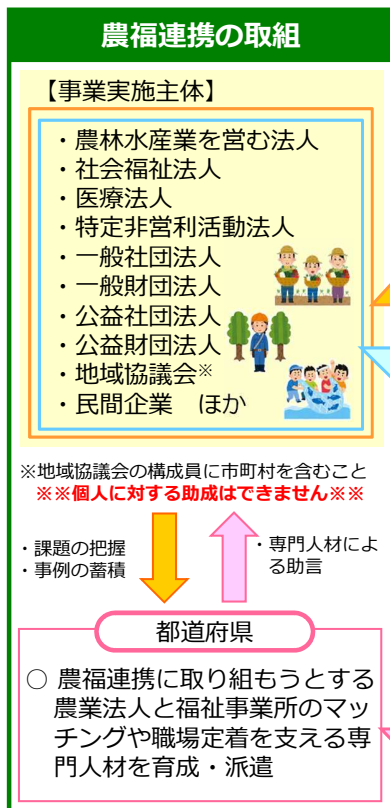 農福連携の取組
【事業実施主体】
・農林水産業を営む法人
・社会福祉法人
・医療法人
・特定非営利活動法人
・一般社団法人
・一般財団法人
・公益社団法人
・公益財団法人
・地域協議会※
・民間企業　ほか
※地域協議会の構成員に市町村を含むこと
※※個人に対する助成はできません※※
・課題の把握
・事例の蓄積
・専門人材によ
る助言
都道府県
○ 農福連携に取り組もうとする
農業法人と福祉事業所のマッ
チングや職場定着を支える専
門人材を育成・派遣